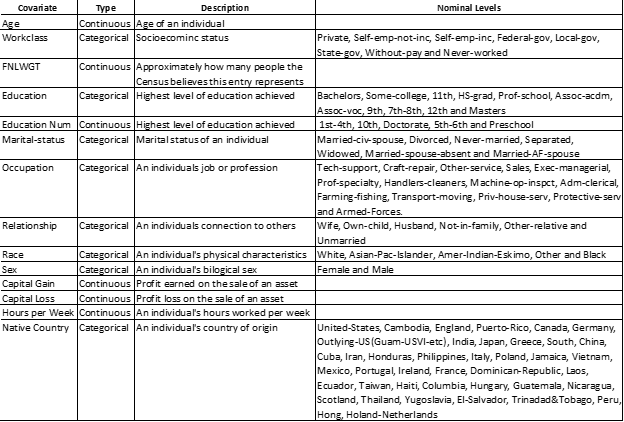 Covariate Type Description Nominal Levels
Age Continuous Age of an individual
Workclass Categorical Socioecominc status Private, Self-emp-not-inc, Self-emp-inc, Federal-gov, Local-gov,
State-gov, Without-pay and Never-worked
FNLWGT Continuous Approximately how many people the
Census believes this entry represents
Education Categorical Highest level of education achieved Bachelors, Some-college, 11th, HS-grad, Prof-school, Assoc-acdm,
Assoc-voc, 9th, 7th-8th, 12th and Masters
Education Num Continuous Highest level of education achieved 1st-4th, 10th, Doctorate, 5th-6th and Preschool
Marital-status Categorical Marital status of an individual Married-civ-spouse, Divorced, Never-married, Separated,
Widowed, Married-spouse-absent and Married-AF-spouse
Occupation Categorical An individuals job or profession Tech-support, Craft-repair, Other-service, Sales, Exec-managerial,
Prof-specialty, Handlers-cleaners, Machine-op-inspct, Adm-clerical,
Farming-fishing, Transport-moving, Priv-house-serv, Protective-serv
and Armed-Forces.
Relationship Categorical An individuals connection to others Wife, Own-child, Husband, Not-in-family, Other-relative and
Unmarried
Race Categorical An individual's physical characteristics White, Asian-Pac-Islander, Amer-Indian-Eskimo, Other and Black
Sex Categorical An individual's bilogical sex Female and Male
Capital Gain Continuous Profit earned on the sale of an asset
Capital Loss Continuous Profit loss on the sale of an asset
Hours per Week Continuous An individual's hours worked per week
Native Country Categorical An individual's country of origin United-States, Cambodia, England, Puerto-Rico, Canada, Germany,
Outlying-US(Guam-USVI-etc), India, Japan, Greece, South, China,
Cuba, Iran, Honduras, Philippines, Italy, Poland, Jamaica, Vietnam,
Mexico, Portugal, Ireland, France, Dominican-Republic, Laos,
Ecuador, Taiwan, Haiti, Columbia, Hungary, Guatemala, Nicaragua,
Scotland, Thailand, Yugoslavia, El-Salvador, Trinadad&Tobago, Peru,
Hong, Holand-Netherlands